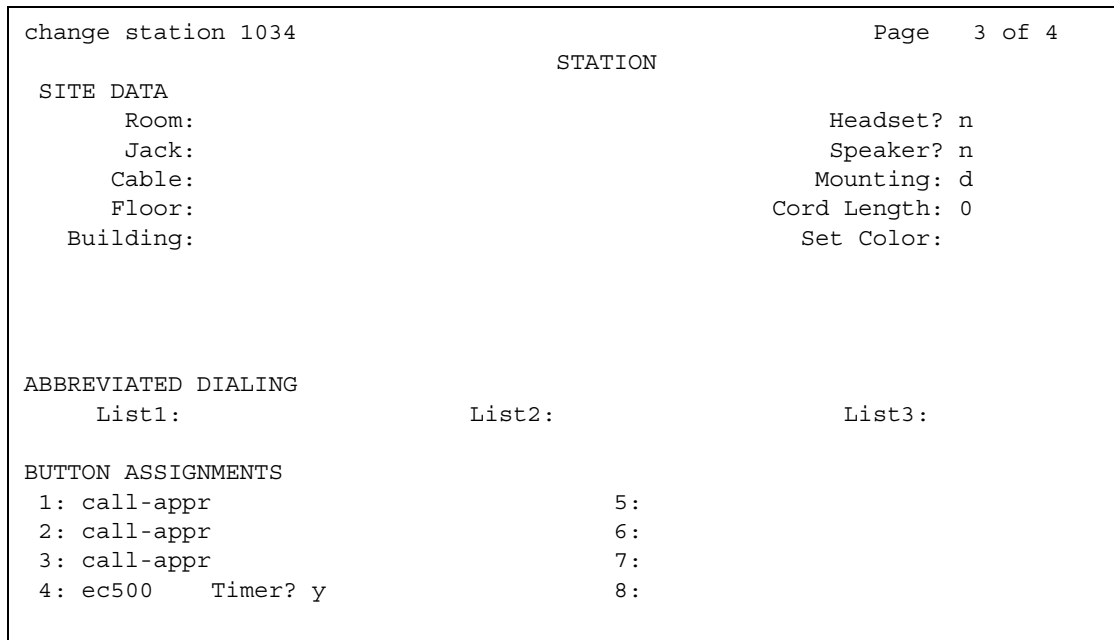 change station 1034 Page 3 of 4
STATION
SITE DATA
Room: Headset? n
Jack: Speaker? n
Cable: Mounting: d
Floor: Cord Length: 0
Building: Set Color:
ABBREVIATED DIALING
List1: List2: List3:
BUTTON ASSIGNMENTS
1: call-appr 5:
2: call-appr 6:
3: call-appr 7:
4: ec500 Timer? y 8: